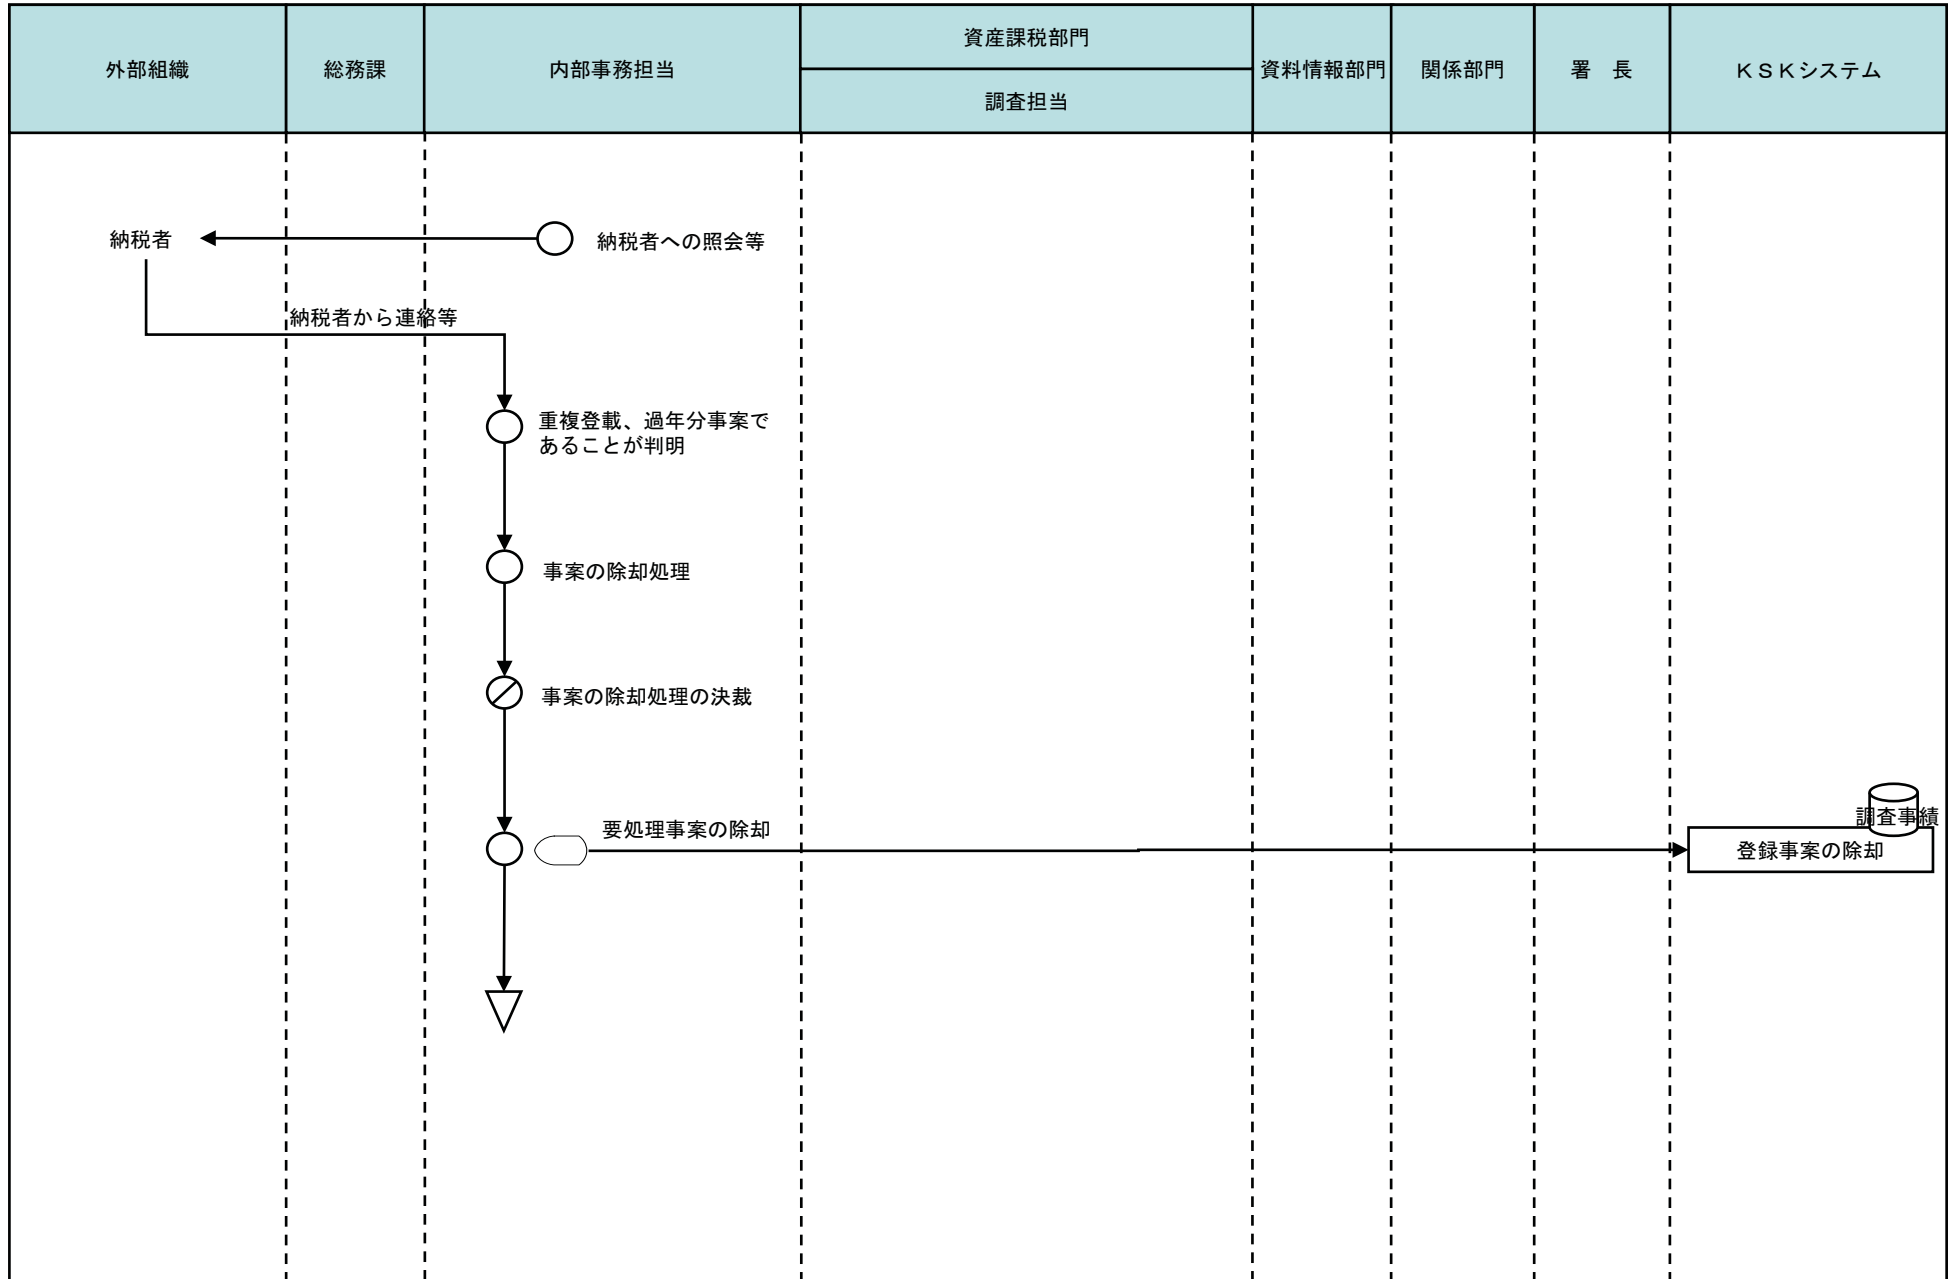 外部組織
総務課
内部事務担当
資産課税部門
調査担当
資料情報部門
関係部門
署　長
ＫＳＫシステム
納税者
納税者への照会等
納税者から連絡等
重複登載、過年分事案で
あることが判明
事案の除却処理
事案の除却処理の決裁
要処理事案の除却
調査事績
登録事案の除却